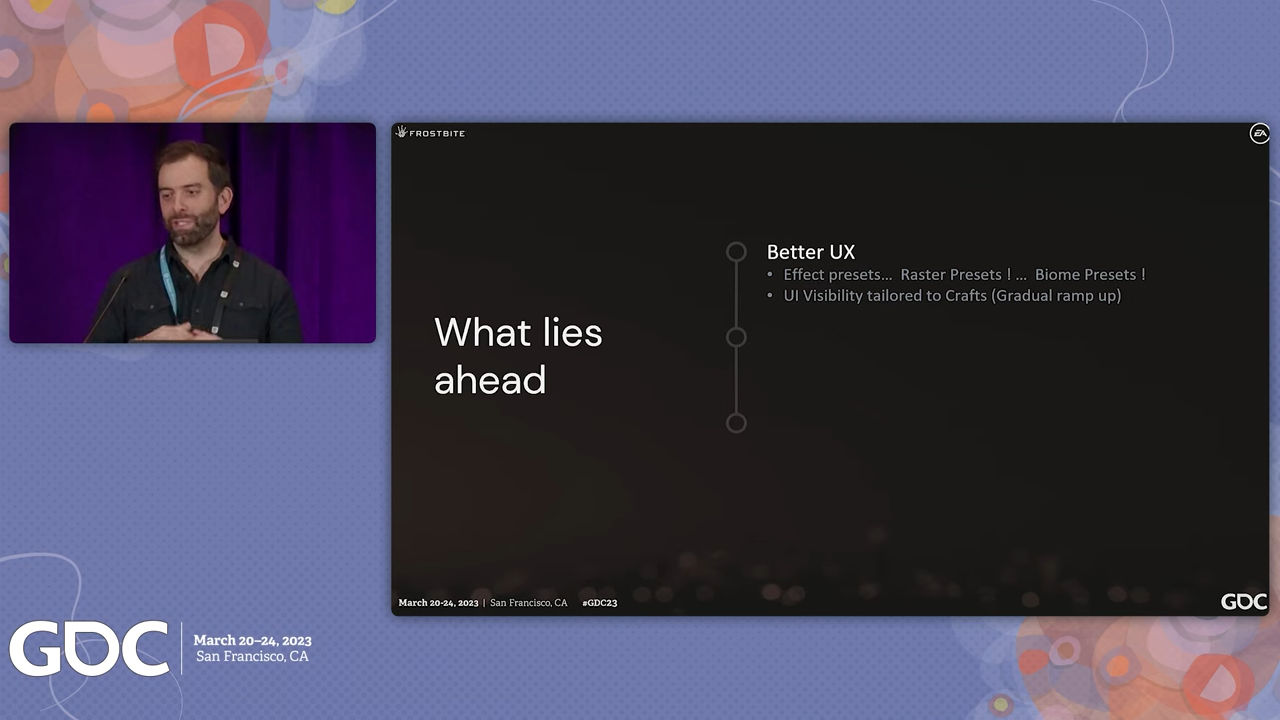 FROSTBITE
EA
What lies
ahead
Better UX
• Effect presets... Raster Presets ! ... Biome Presets !
• UI Visibility tailored to Crafts (Gradual ramp up)
March 20-24, 2023 | San Francisco, CA #GDC23
GDC
GDC
March 20–24, 2023
San Francisco, CA